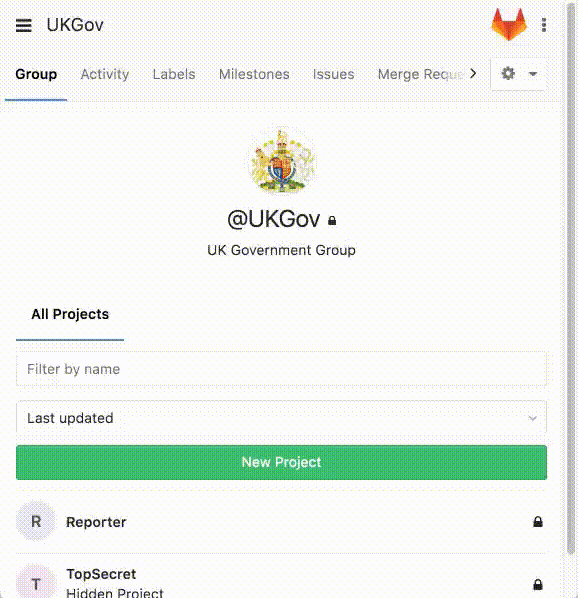 UKGov
Group Activity Labels Milestones Issues Merge Reque
@UKGov
UK Government Group
All Projects
Filter by name
Last updated
New Project
R Reporter
T TopSecret
Hidden Project